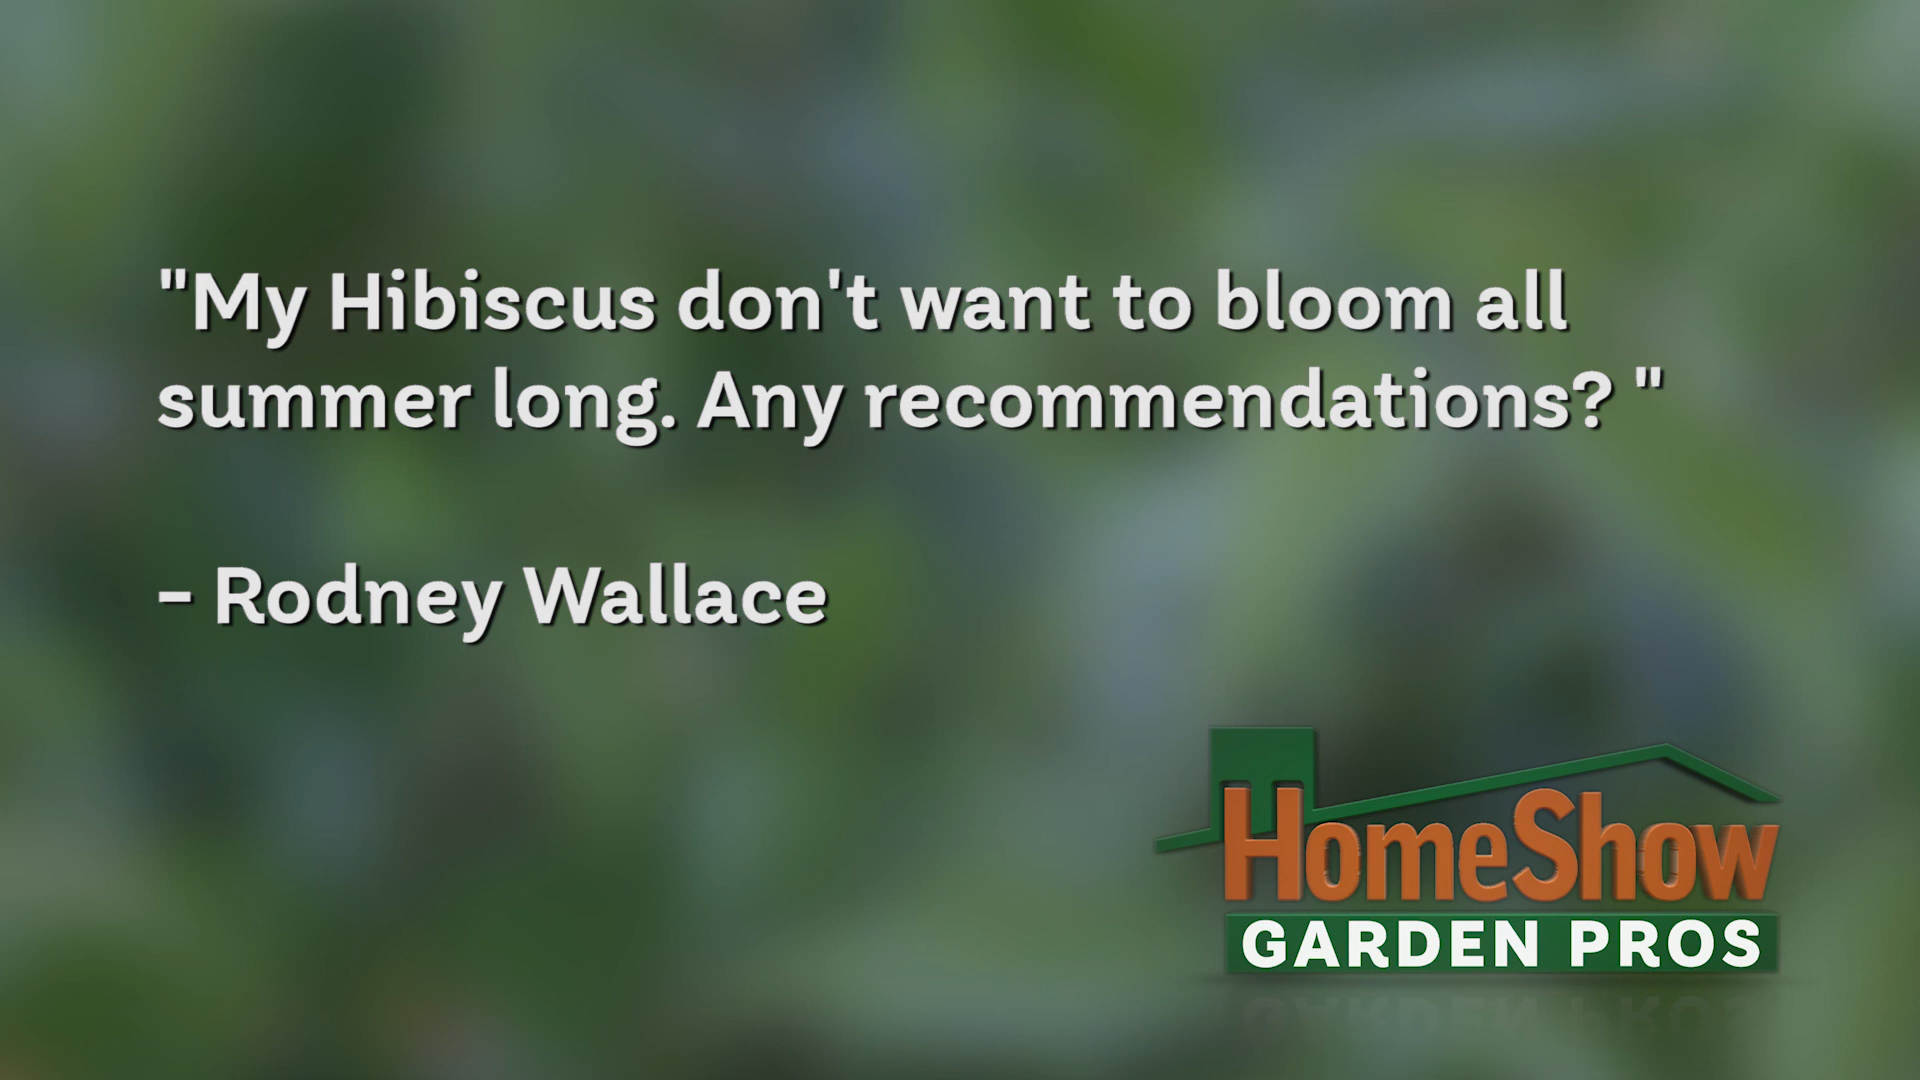 "My Hibiscus don't want to bloom all
summer long. Any recommendations? "
– Rodney Wallace
HomeShow
GARDEN PROS